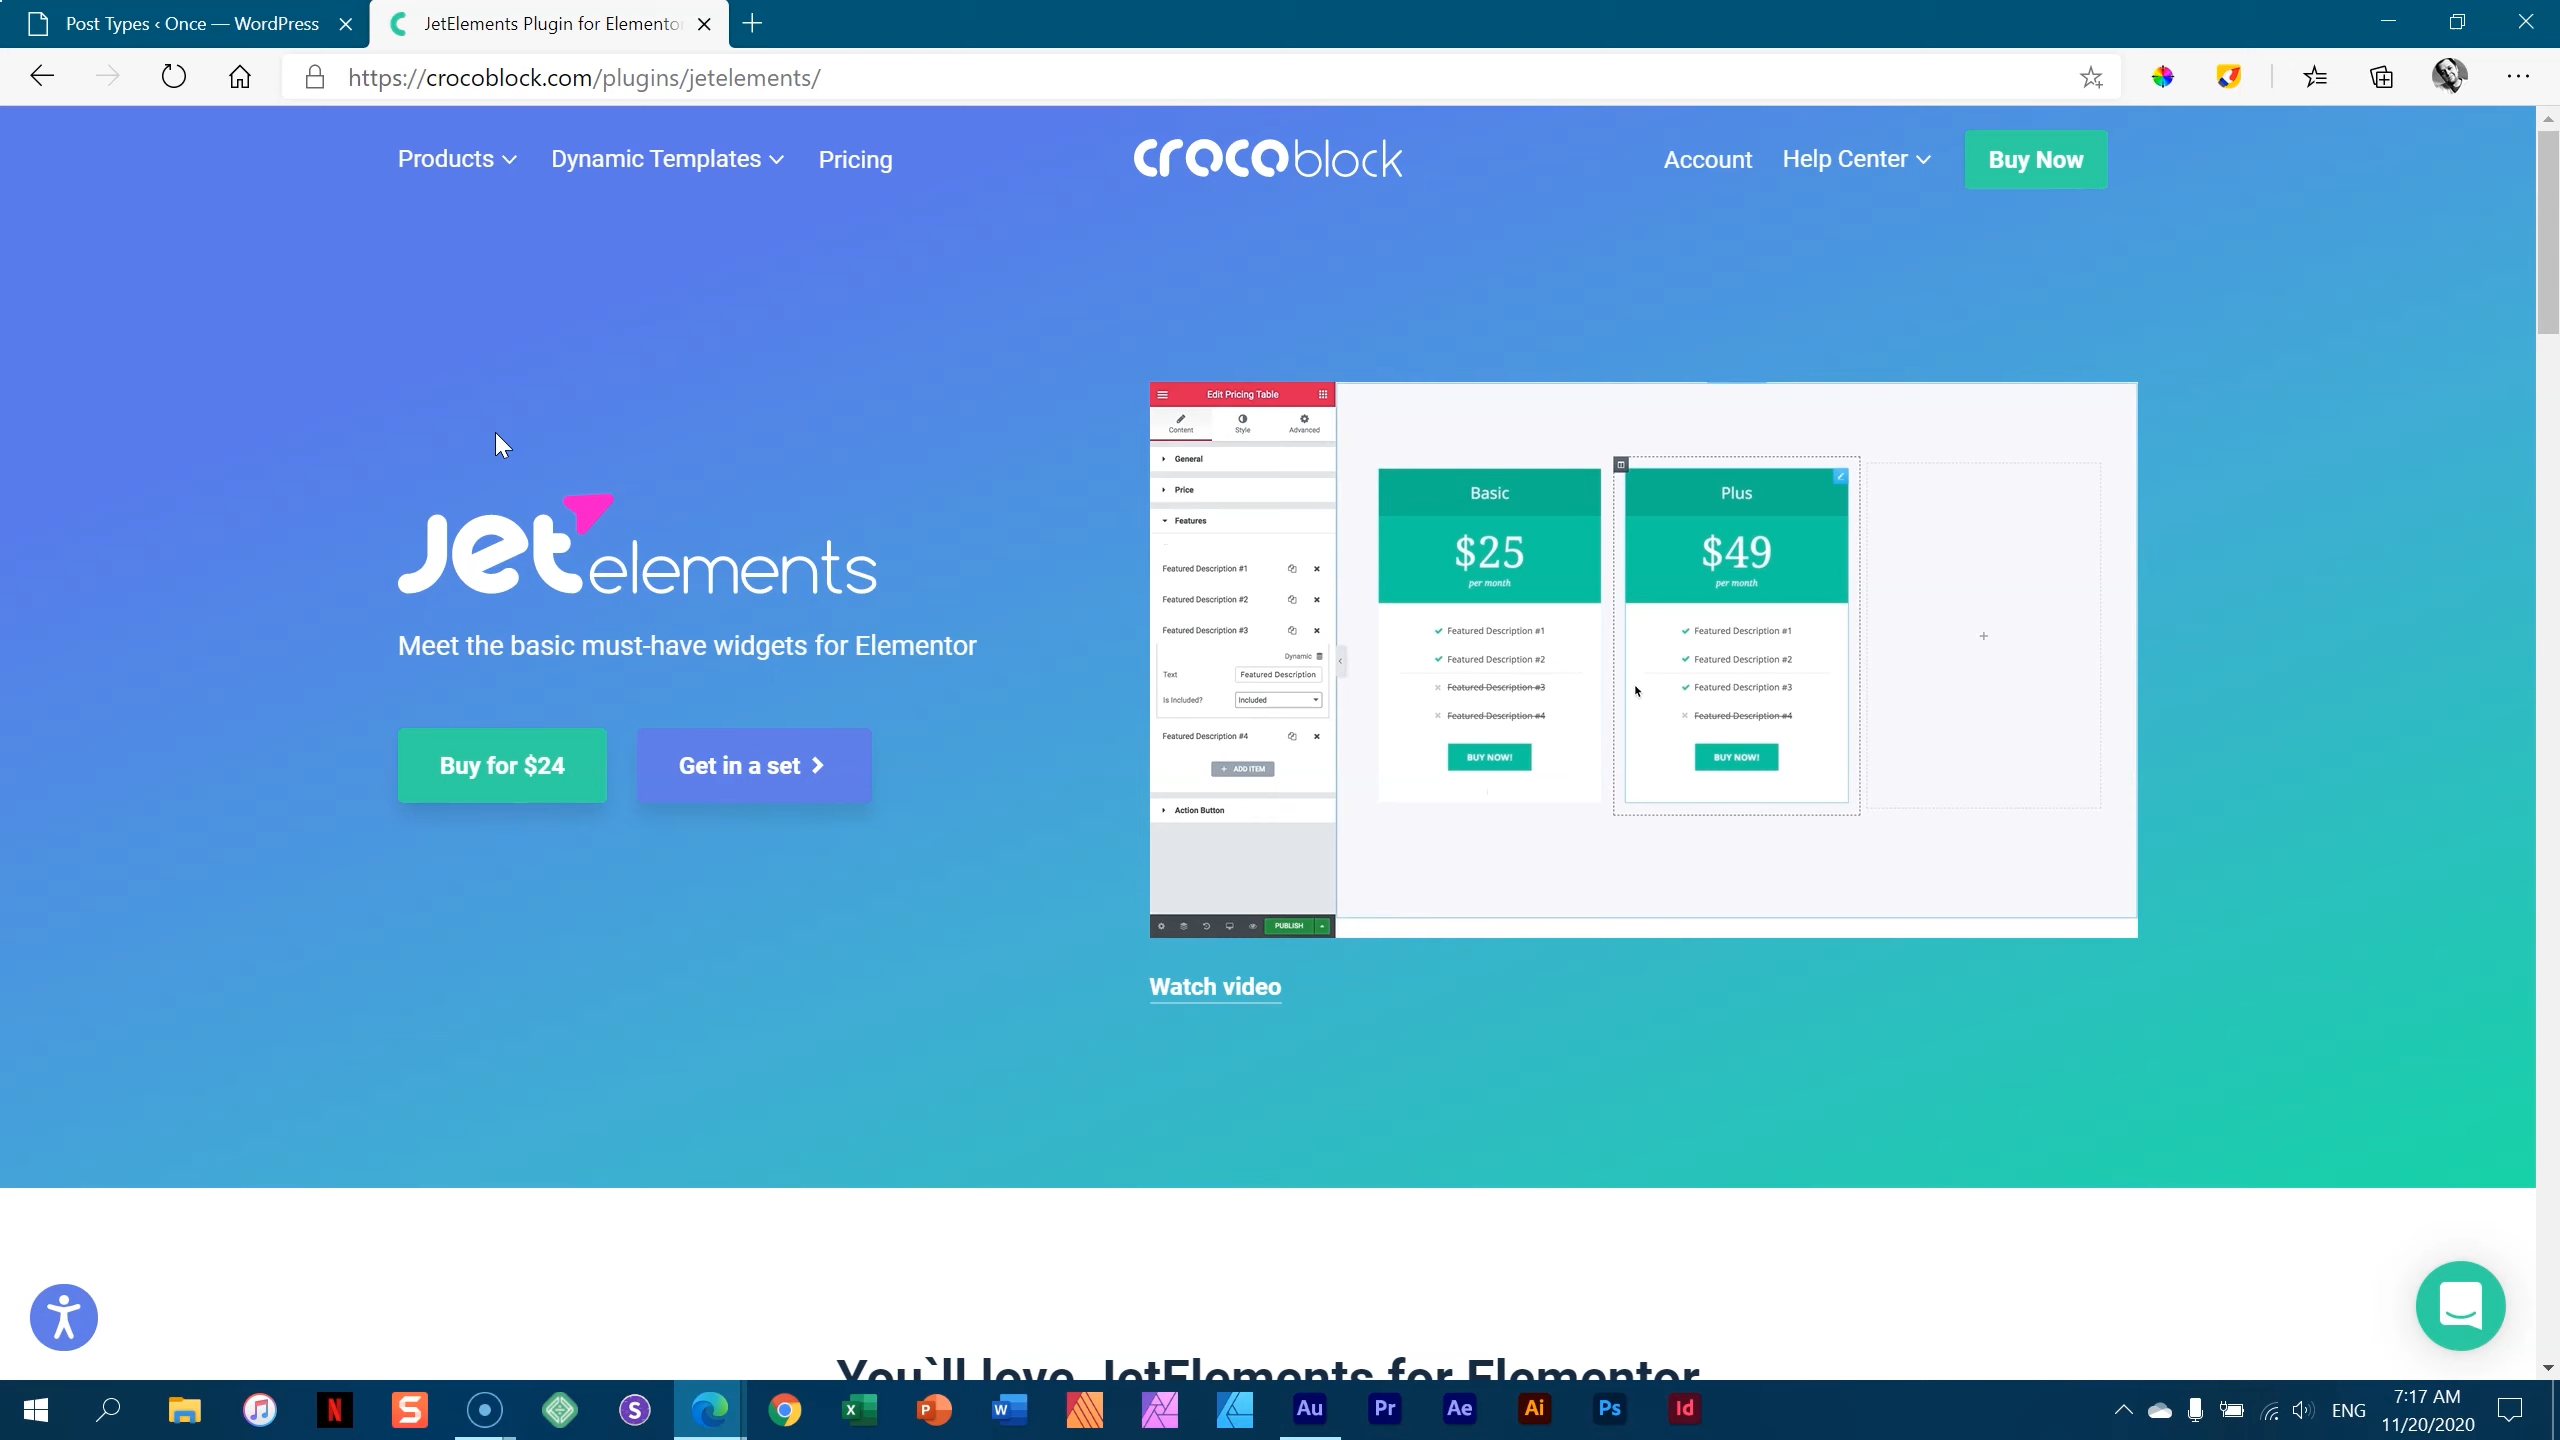 Post Types ‹ Once — WordPress
JetElements Plugin for Elemento
https://crocoblock.com/plugins/jetelements/
Products
Dynamic Templates
Pricing
crocoblock
Account
Help Center
Buy Now
Jet elements
Meet the basic must-have widgets for Elementor
Buy for $24
Get in a set
Edit Pricing Table
Content
Style
Advanced
General
Price
Features
Featured Description #1
Featured Description #2
Featured Description #3
Dynamic
Text
Featured Description
Is Included?
Included
Featured Description #4
+ ADD ITEM
Action Button
PUBLISH
Basic
$25
per month
Featured Description #1
Featured Description #2
Featured Description #3
Featured Description #4
BUY NOW!
Plus
$49
per month
Featured Description #1
Featured Description #2
Featured Description #3
Featured Description #4
BUY NOW!
Watch video
You`ll love JetElements for Elementor
N
S
S
X
P
W
Au
Pr
Ae
Ai
Ps
Id
ENG
7:17 AM
11/20/2020